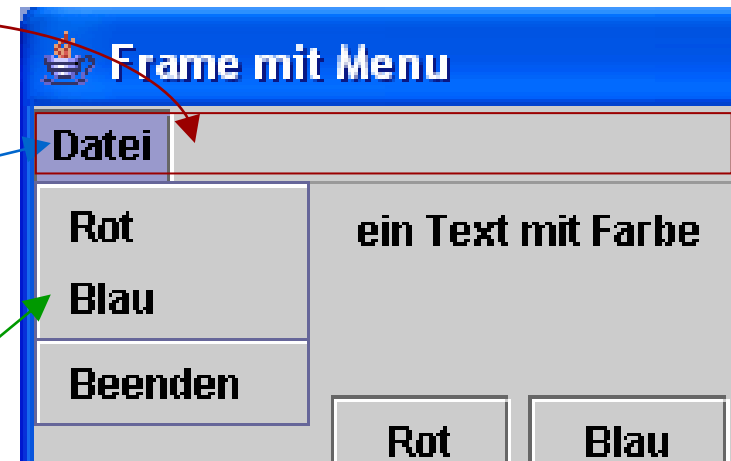 Frame mit Menu
Datei
Rot
ein Text mit Farbe
Blau
Beenden
Rot
Blau